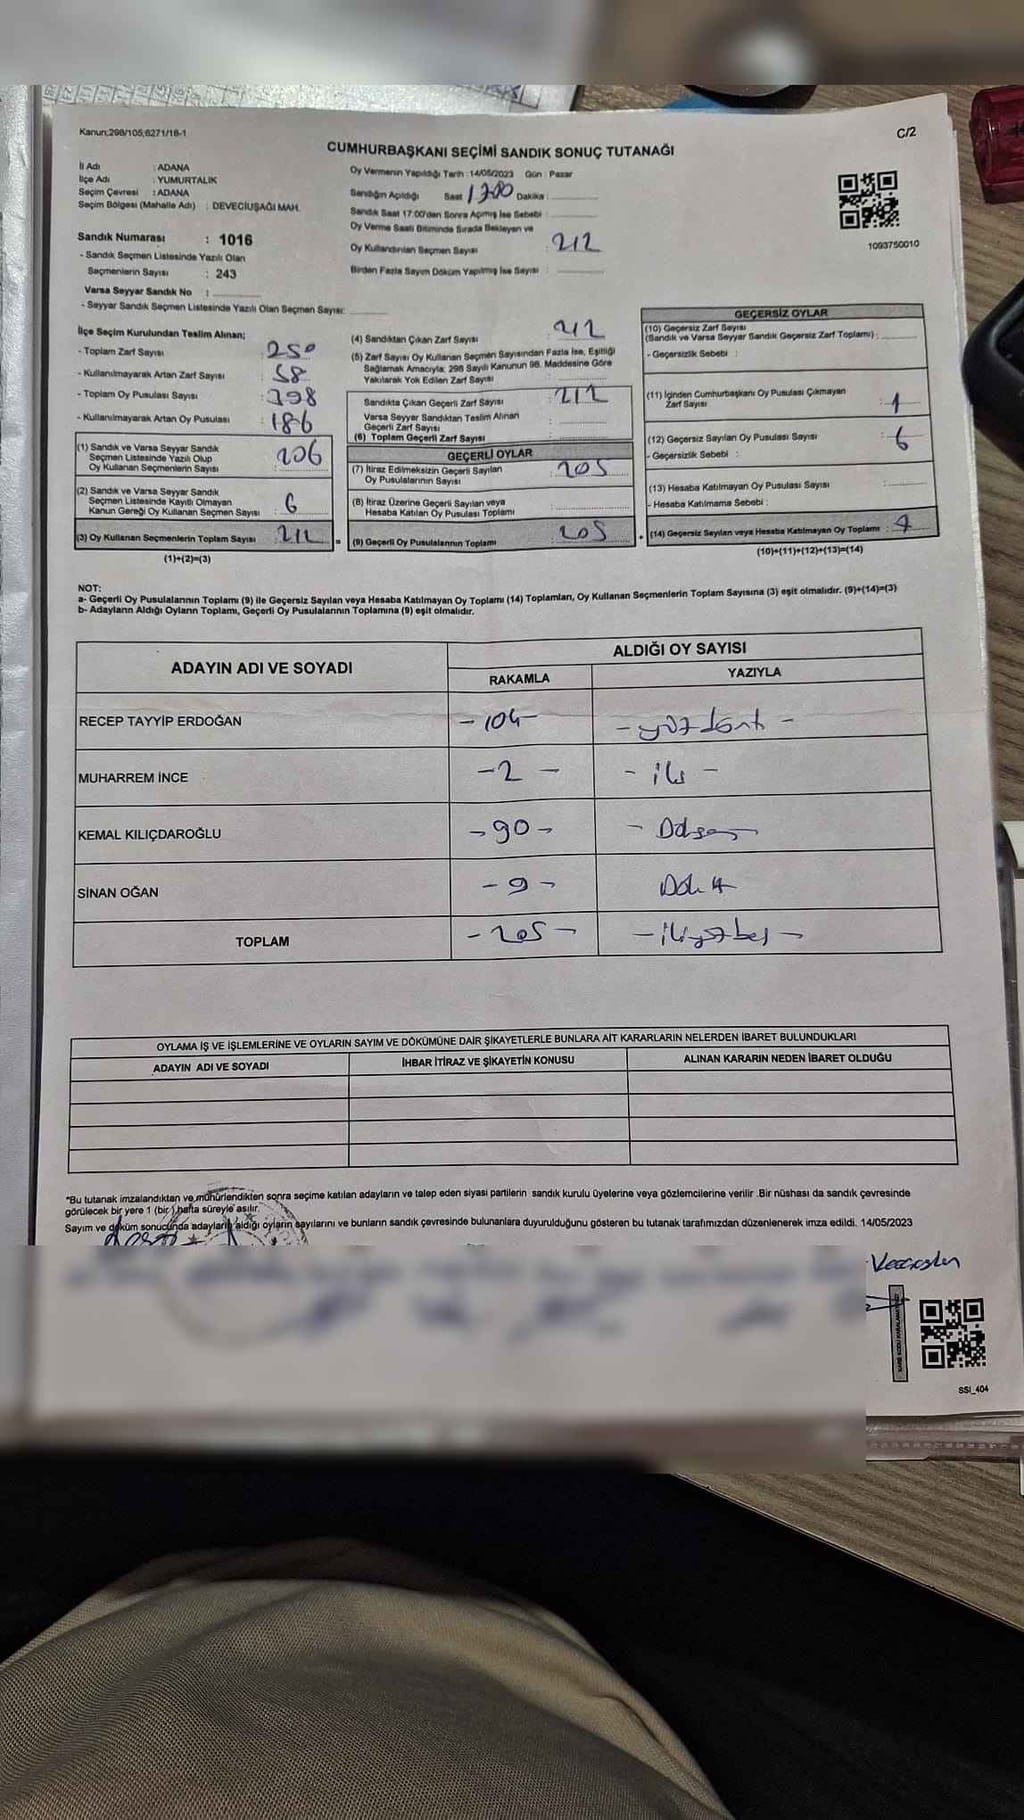 Kanun;298/105;6271/18-1
C/2
CUMHURBAŞKANI SEÇİMİ SANDIK SONUÇ TUTANAĞI
İl Adı : ADANA
İlçe Adı : YUMURTALIK
Seçim Çevresi : ADANA
Seçim Bölgesi (Mahalle Adı) : DEVECİUŞAĞI MAH.
Sandık Numarası : 1016
- Sandık Seçmen Listesinde Yazılı Olan
Seçmenlerin Sayısı : 243
Varsa Seyyar Sandık No :
- Seyyar Sandık Seçmen Listesinde Yazılı Olan Seçmen Sayısı:
Oy Vermenin Yapıldığı Tarih : 14/05/2023 Gün : Pazar
Sandığın Açıldığı Saat 17:00 Dakika :
Sandık Saat 17.00'den Sonra Açılmış İse Sebebi :
Oy Verme Saati Bitiminde Sırada Bekleyen ve
Oy Kullandırılan Seçmen Sayısı : 212
Birden Fazla Sayım Döküm Yapılmış İse Sayısı :
1093750010
İlçe Seçim Kurulundan Teslim Alınan;
- Toplam Zarf Sayısı : 250
- Kullanılmayarak Artan Zarf Sayısı : 38
- Toplam Oy Pusulası Sayısı : 398
- Kullanılmayarak Artan Oy Pusulası : 186
(1) Sandık ve Varsa Seyyar Sandık
Seçmen Listesinde Yazılı Olup
Oy Kullanan Seçmenlerin Sayısı : 206
(2) Sandık ve Varsa Seyyar Sandık
Seçmen Listesinde Kayıtlı Olmayan
Kanun Gereği Oy Kullanan Seçmen Sayısı : 6
(3) Oy Kullanan Seçmenlerin Toplam Sayısı : 212
(1)+(2)=(3)
(4) Sandıktan Çıkan Zarf Sayısı : 212
(5) Zarf Sayısı Oy Kullanan Seçmen Sayısından Fazla İse, Eşitliği
Sağlamak Amacıyla; 298 Sayılı Kanunun 98. Maddesine Göre
Yakılarak Yok Edilen Zarf Sayısı :
Sandıkta Çıkan Geçerli Zarf Sayısı : 212
Varsa Seyyar Sandıktan Teslim Alınan
Geçerli Zarf Sayısı :
(6) Toplam Geçerli Zarf Sayısı :
GEÇERLİ OYLAR
(7) İtiraz Edilmeksizin Geçerli Sayılan
Oy Pusulalarının Sayısı : 205
(8) İtiraz Üzerine Geçerli Sayılan veya
Hesaba Katılan Oy Pusulası Toplamı :
= (9) Geçerli Oy Pusulalarının Toplamı : 205
GEÇERSİZ OYLAR
(10) Geçersiz Zarf Sayısı
(Sandık ve Varsa Seyyar Sandık Geçersiz Zarf Toplamı) :
- Geçersizlik Sebebi :
(11) İçinden Cumhurbaşkanı Oy Pusulası Çıkmayan
Zarf Sayısı : 1
(12) Geçersiz Sayılan Oy Pusulası Sayısı : 6
- Geçersizlik Sebebi :
(13) Hesaba Katılmayan Oy Pusulası Sayısı :
- Hesaba Katılmama Sebebi :
+ (14) Geçersiz Sayılan veya Hesaba Katılmayan Oy Toplamı : 7
(10)+(11)+(12)+(13)=(14)
NOT:
a- Geçerli Oy Pusulalarının Toplamı (9) ile Geçersiz Sayılan veya Hesaba Katılmayan Oy Toplamı (14) Toplamları, Oy Kullanan Seçmenlerin Toplam Sayısına (3) eşit olmalıdır. (9)+(14)=(3)
b- Adayların Aldığı Oyların Toplamı, Geçerli Oy Pusulalarının Toplamına (9) eşit olmalıdır.
ADAYIN ADI VE SOYADI ALDIĞI OY SAYISI
RAKAMLA YAZIYLA
RECEP TAYYİP ERDOĞAN -104- -yüzdört-
MUHARREM İNCE -2- -iki-
KEMAL KILIÇDAROĞLU -90- -Doksan-
SİNAN OĞAN -9- Dokuz
TOPLAM -205- -ikiyüzbeş-
OYLAMA İŞ VE İŞLEMLERİNE VE OYLARIN SAYIM VE DÖKÜMÜNE DAİR ŞİKAYETLERLE BUNLARA AİT KARARLARIN NELERDEN İBARET BULUNDUKLARI
ADAYIN ADI VE SOYADI İHBAR İTİRAZ VE ŞİKAYETİN KONUSU ALINAN KARARIN NEDEN İBARET OLDUĞU
*Bu tutanak imzalandıktan ve mühürlendikten sonra seçime katılan adayların ve talep eden siyasi partilerin sandık kurulu üyelerine veya gözlemcilerine verilir .Bir nüshası da sandık çevresinde
görülecek bir yere 1 (bir ) hafta süreyle asılır.
Sayım ve döküm sonucunda adayların aldığı oyların sayılarını ve bunların sandık çevresinde bulunanlara duyurulduğunu gösteren bu tutanak tarafımızdan düzenlenerek imza edildi. 14/05/2023
SSİ_404